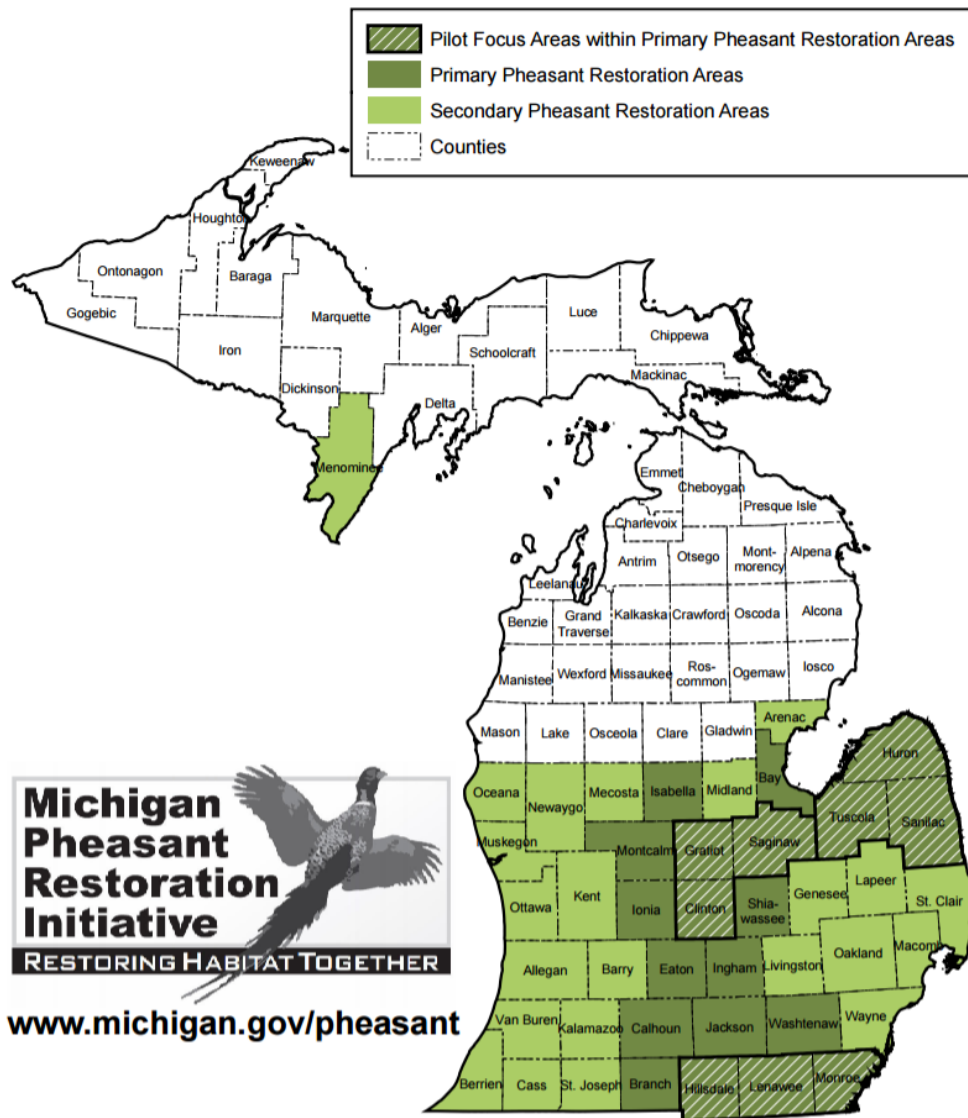 Pilot Focus Areas within Primary Pheasant Restoration Areas
Primary Pheasant Restoration Areas
Secondary Pheasant Restoration Areas
Counties
Keweenaw
Houghton
Ontonagon
Baraga
Gogebic
Marquette
Luce
Alger
Chippewa
Iron
Schoolcraft
Mackinac
Dickinson
Delta
Menominee
Emmet
Cheboygan
Presque Isle
Charlevoix
Antrim
Otsego
Mont-
morency
Alpena
Leelanau
Benzie
Grand
Traverse
Kalkaska
Crawford
Oscoda
Alcona
Manistee
Wexford
Missaukee
Ros-
common
Ogemaw
Iosco
Arenac
Mason
Lake
Osceola
Clare
Gladwin
Huron
Bay
Oceana
Newaygo
Mecosta
Isabella
Midland
Tuscola
Sanilac
Muskegon
Montcalm
Gratiot
Saginaw
Lapeer
Genesee
St. Clair
Ottawa
Kent
Ionia
Clinton
Shia-
wassee
Oakland
Macomb
Allegan
Barry
Eaton
Ingham
Livingston
Van Buren
Kalamazoo
Calhoun
Jackson
Washtenaw
Wayne
Berrien
Cass
St. Joseph
Branch
Hillsdale
Lenawee
Monroe
Michigan
Pheasant
Restoration
Initiative
RESTORING HABITAT TOGETHER
www.michigan.gov/pheasant